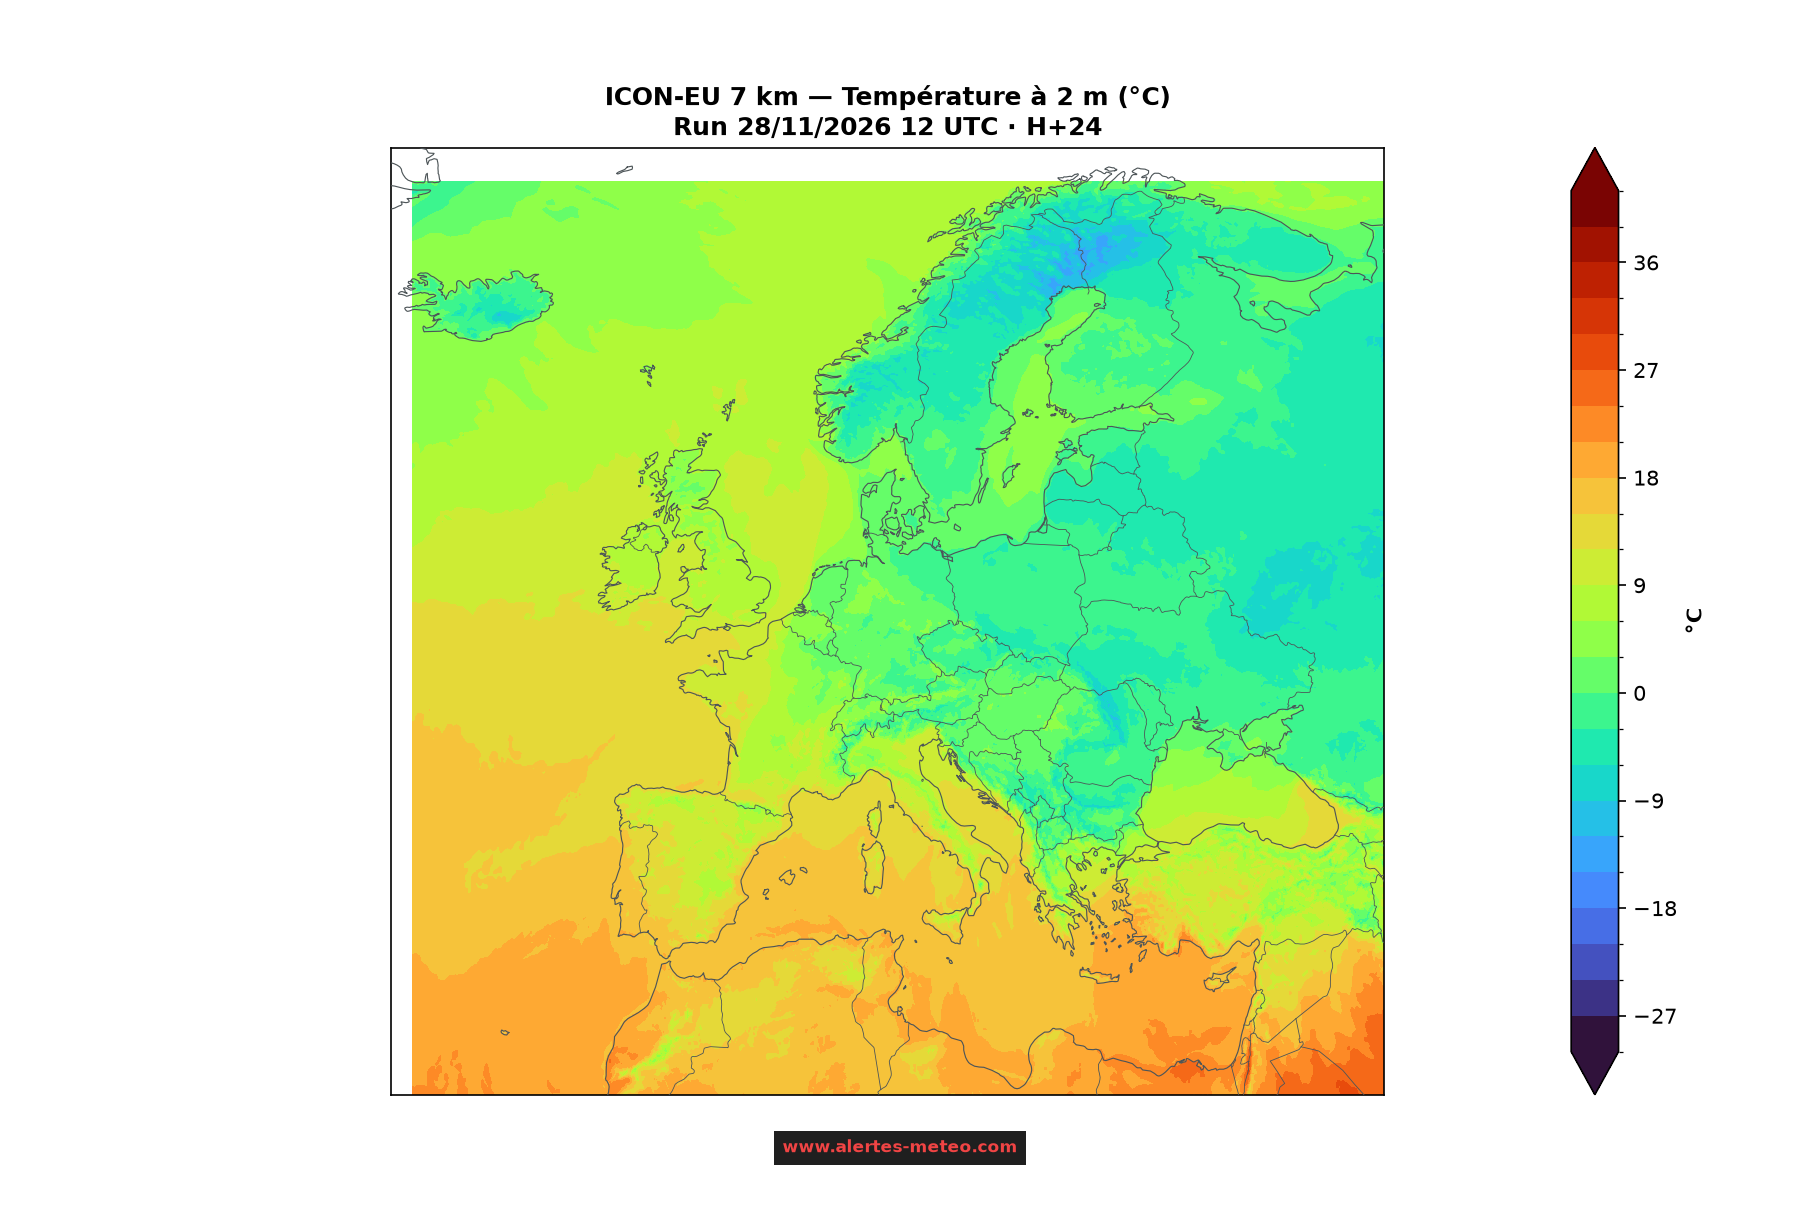 ICON-EU 7 km — Température à 2 m (°C)
Run 28/11/2026 12 UTC · H+24
36
27
18
9
0
−9
−18
−27
°C
www.alertes-meteo.com